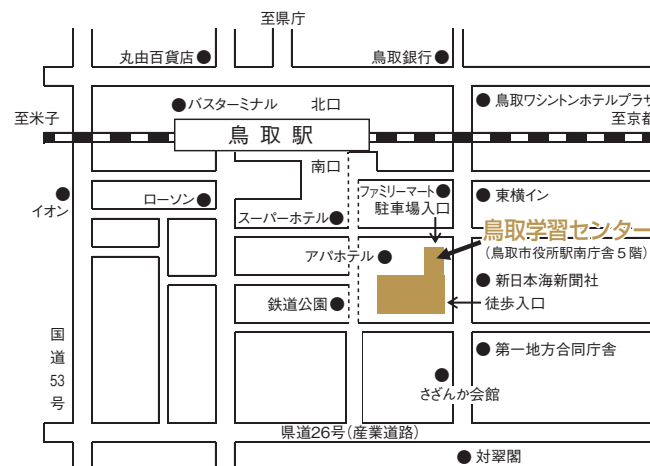 至県庁
丸由百貨店
鳥取銀行
バスターミナル
北口
鳥取ワシントンホテルプラザ
至米子
至京都
鳥取駅
南口
イオン
ローソン
ファミリーマート
東横イン
駐車場入口
スーパーホテル
鳥取学習センター
(鳥取市役所駅南庁舎5階)
アパホテル
新日本海新聞社
鉄道公園
徒歩入口
国道53号
第一地方合同庁舎
さざんか会館
県道26号(産業道路)
対翠閣